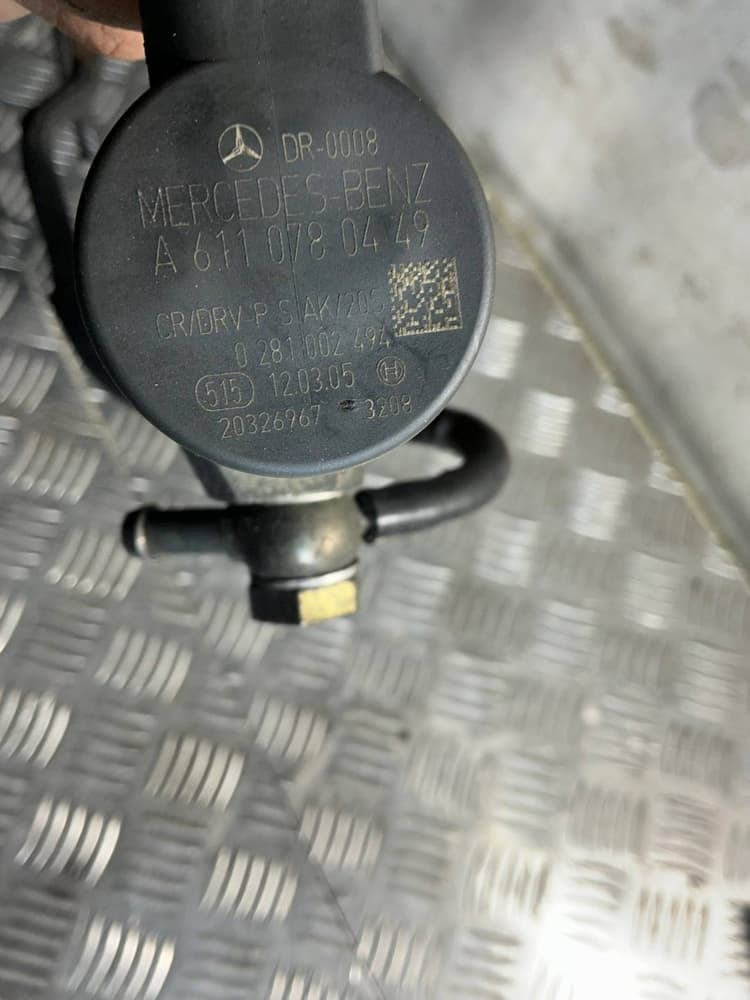 DR-0008
MERCEDES-BENZ
A 611 078 04 49
CR/DRV-P S AK/20S
0 281 002 494
515 12.03.05
20326967 3208